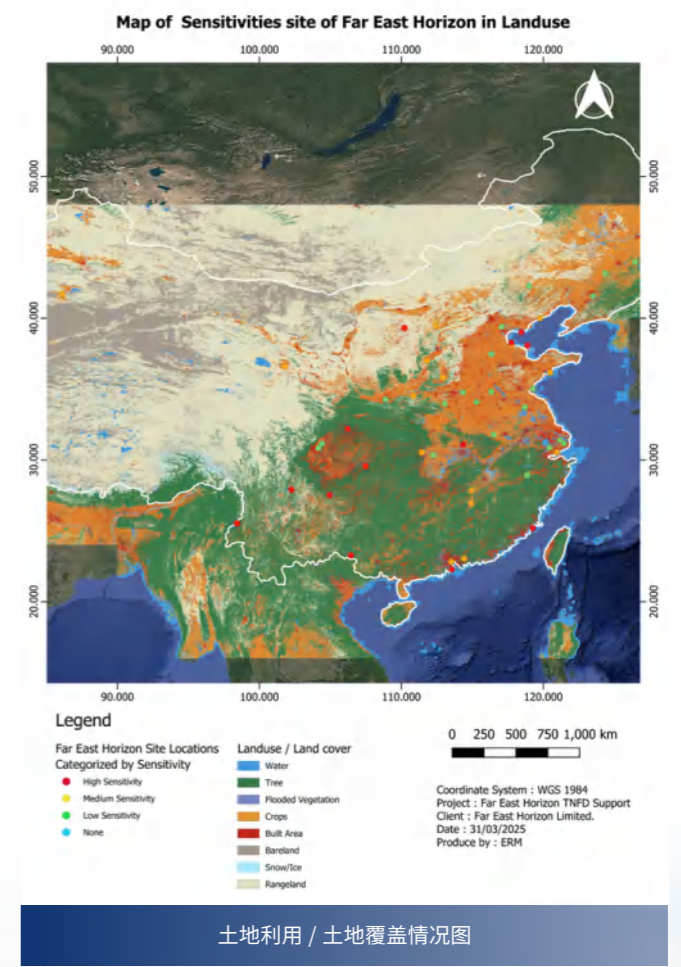 Map of Sensitivities site of Far East Horizon in Landuse
90.000 100.000 110.000 120.000
50.000 50.000
40.000 40.000
30.000 30.000
20.000 20.000
90.000 100.000 110.000 120.000
Legend
Far East Horizon Site Locations
Categorized by Sensitivity
High Sensitivity
Medium Sensitivity
Low Sensitivity
None
Landuse / Land cover
Water
Tree
Flooded Vegetation
Crops
Built Area
Bareland
Snow/Ice
Rangeland
0 250 500 750 1,000 km
Coordinate System : WGS 1984
Project : Far East Horizon TNFD Support
Client : Far East Horizon Limited.
Date : 31/03/2025
Produce by : ERM
土地利用 / 土地覆盖情况图